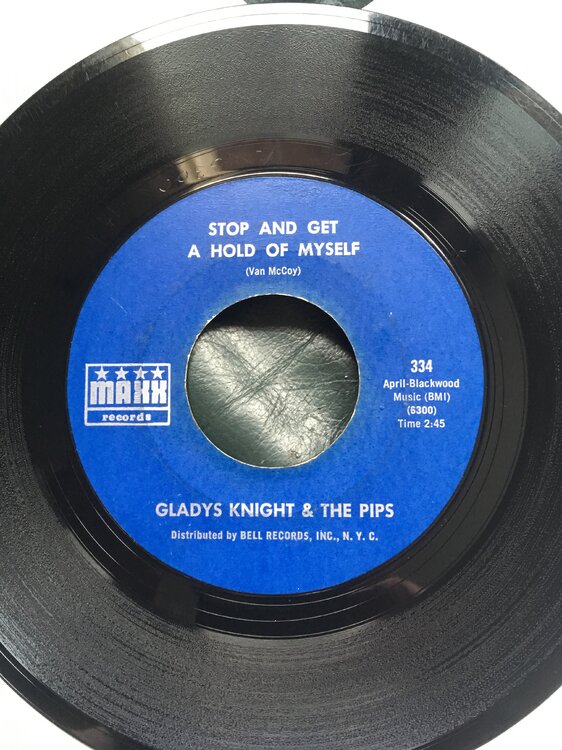 STOP AND GET
A HOLD OF MYSELF
(Van McCoy)
MAXX
records
334
April-Blackwood
Music (BMI)
(6300)
Time 2:45
GLADYS KNIGHT & THE PIPS
Distributed by BELL RECORDS, INC., N. Y. C.